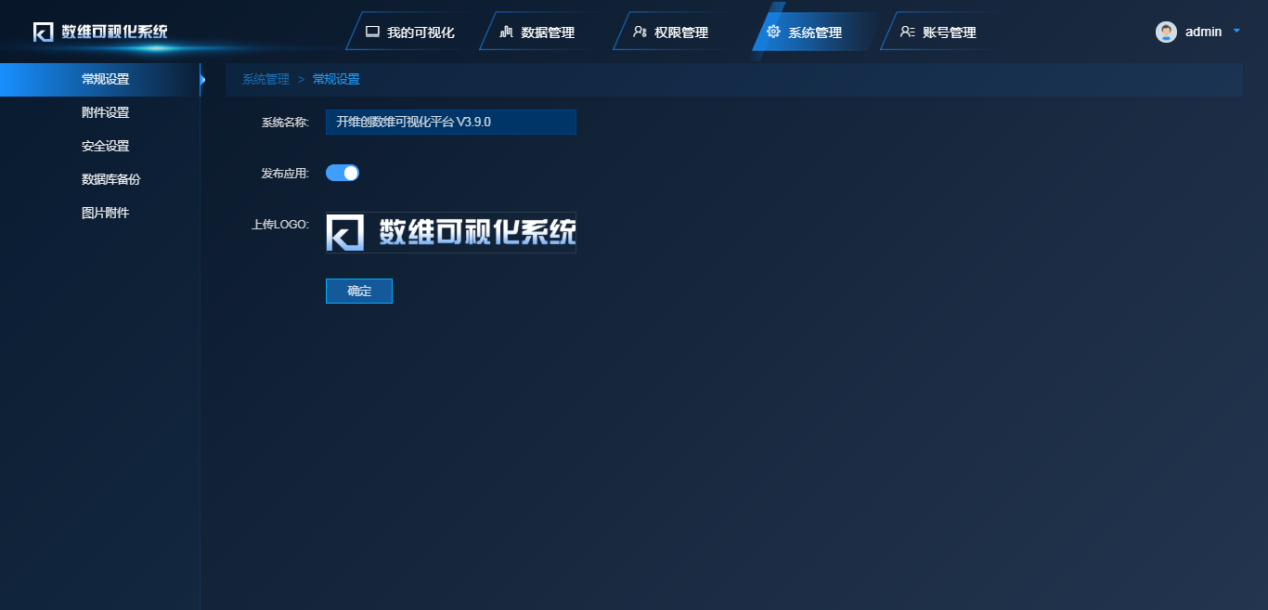 数维可视化系统
我的可视化
数据管理
权限管理
系统管理
账号管理
admin
常规设置
附件设置
安全设置
数据库备份
图片附件
系统管理 > 常规设置
系统名称: 开维创数维可视化平台 V3.9.0
发布应用:
上传LOGO: 数维可视化系统
确定